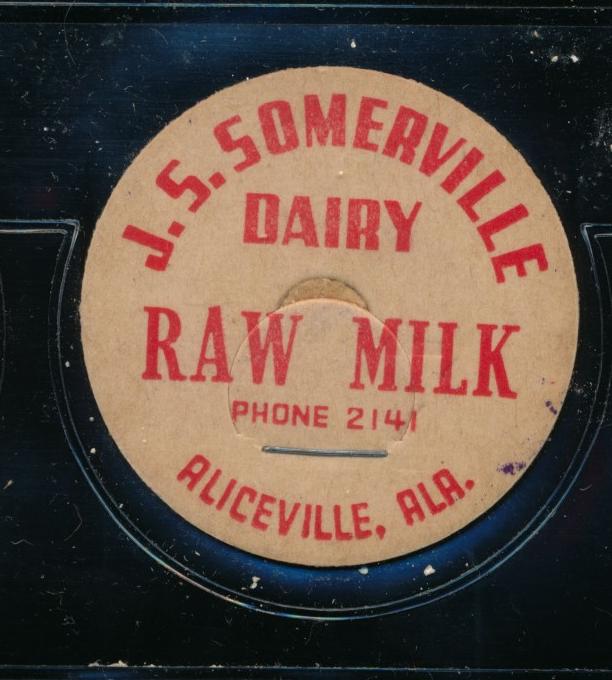 J. S. SOMERVILLE
DAIRY
RAW MILK
PHONE 2141
ALICEVILLE, ALA.